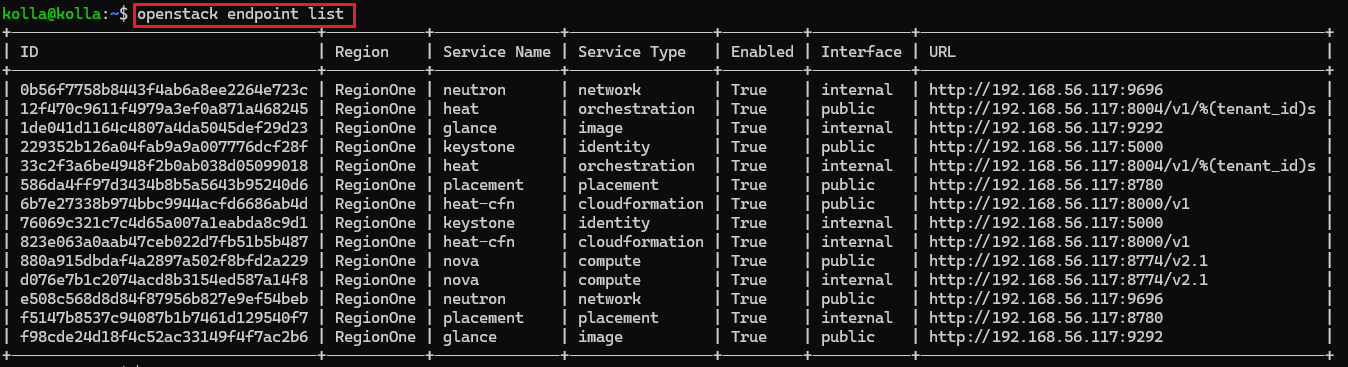 kolla@kolla:~$ openstack endpoint list
| ID | Region | Service Name | Service Type | Enabled | Interface | URL |
| 0b56f7758b8443f4ab6a8ee2264e723c | RegionOne | neutron | network | True | internal | http://192.168.56.117:9696 |
| 12f470c9611f4979a3ef0a871a468245 | RegionOne | heat | orchestration | True | public | http://192.168.56.117:8004/v1/%(tenant_id)s |
| 1de041d1164c4807a4da5045def29d23 | RegionOne | glance | image | True | internal | http://192.168.56.117:9292 |
| 229352b126a04fab9a9a007776dcf28f | RegionOne | keystone | identity | True | public | http://192.168.56.117:5000 |
| 33c2f3a6be4948f2b0ab038d05099018 | RegionOne | heat | orchestration | True | internal | http://192.168.56.117:8004/v1/%(tenant_id)s |
| 586da4ff97d3434b8b5a5643b95240d6 | RegionOne | placement | placement | True | public | http://192.168.56.117:8780 |
| 6b7e27338b974bbc9944acfd6686ab4d | RegionOne | heat-cfn | cloudformation | True | public | http://192.168.56.117:8000/v1 |
| 76069c321c7c4d65a007a1eabda8c9d1 | RegionOne | keystone | identity | True | internal | http://192.168.56.117:5000 |
| 823e063a0aab47ceb022d7fb51b5b487 | RegionOne | heat-cfn | cloudformation | True | internal | http://192.168.56.117:8000/v1 |
| 880a915dbdaf4a2897a502f8bfd2a229 | RegionOne | nova | compute | True | public | http://192.168.56.117:8774/v2.1 |
| d076e7b1c2074acd8b3154ed587a14f8 | RegionOne | nova | compute | True | internal | http://192.168.56.117:8774/v2.1 |
| e508c568d8d84f87956b827e9ef54beb | RegionOne | neutron | network | True | public | http://192.168.56.117:9696 |
| f5147b8537c94087b1b7461d129540f7 | RegionOne | placement | placement | True | internal | http://192.168.56.117:8780 |
| f98cde24d18f4c52ac33149f4f7ac2b6 | RegionOne | glance | image | True | public | http://192.168.56.117:9292 |